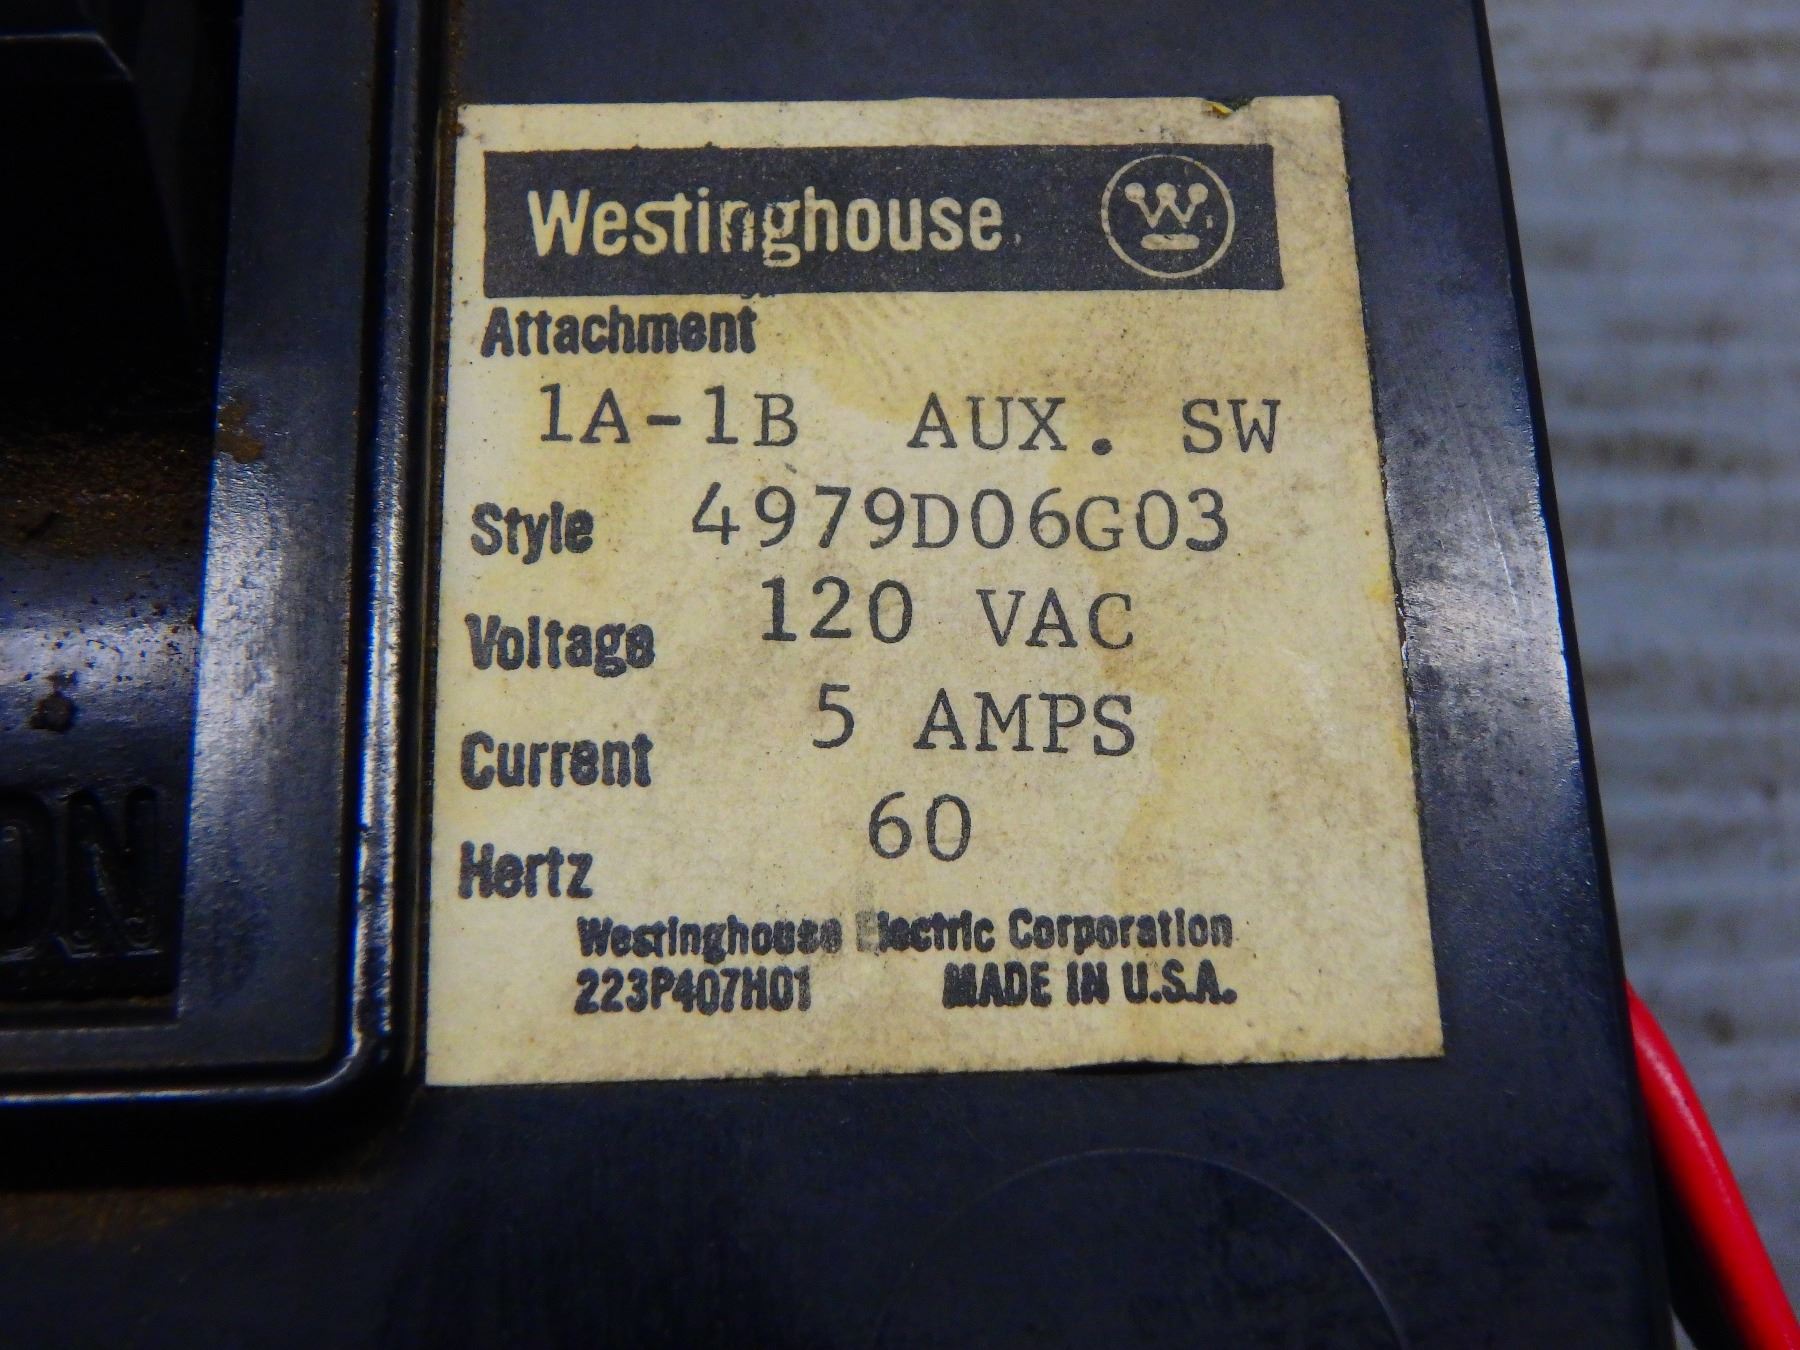 Westinghouse W
Attachment
1A-1B AUX. SW
Style 4979D06G03
Voltage 120 VAC
Current 5 AMPS
Hertz 60
Westinghouse Electric Corporation
223P407H01 MADE IN U.S.A.
ON